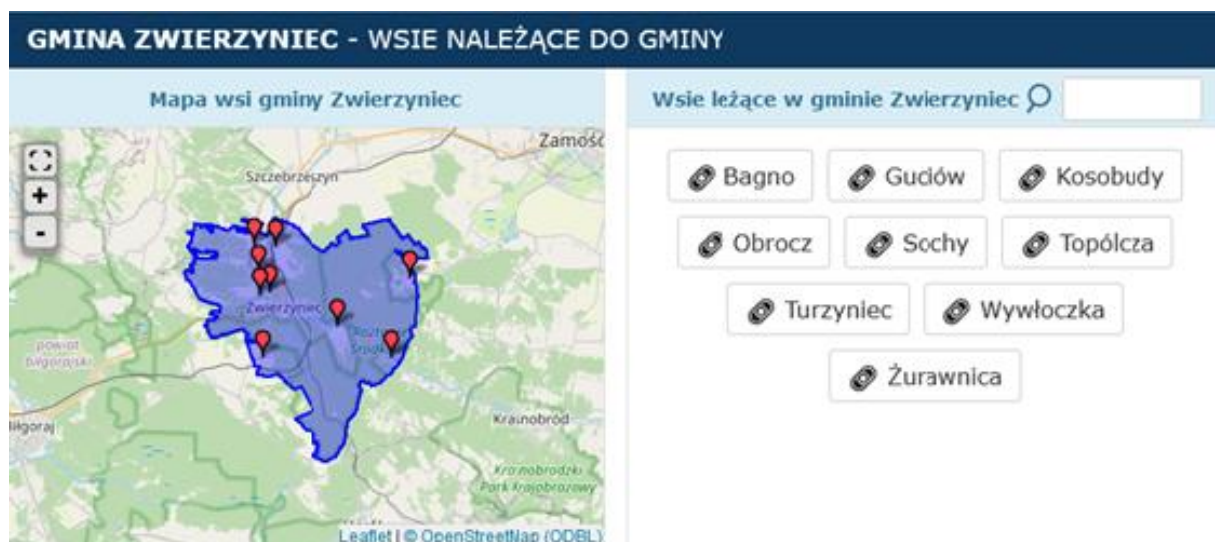 GMINA ZWIERZYNIEC - WSIE NALEŻĄCE DO GMINY
Mapa wsi gminy Zwierzyniec
Wsie leżące w gminie Zwierzyniec
Zamość
Szczebrzeszyn
+
-
Zwierzyniec
powiat
biłgorajski
Krasnobród
Krasnobrodzki
Park Krajobrazowy
Leaflet | © OpenStreetMap (ODBL)
Bagno
Guciów
Kosobudy
Obrocz
Sochy
Topólcza
Turzyniec
Wywłoczka
Żurawnica